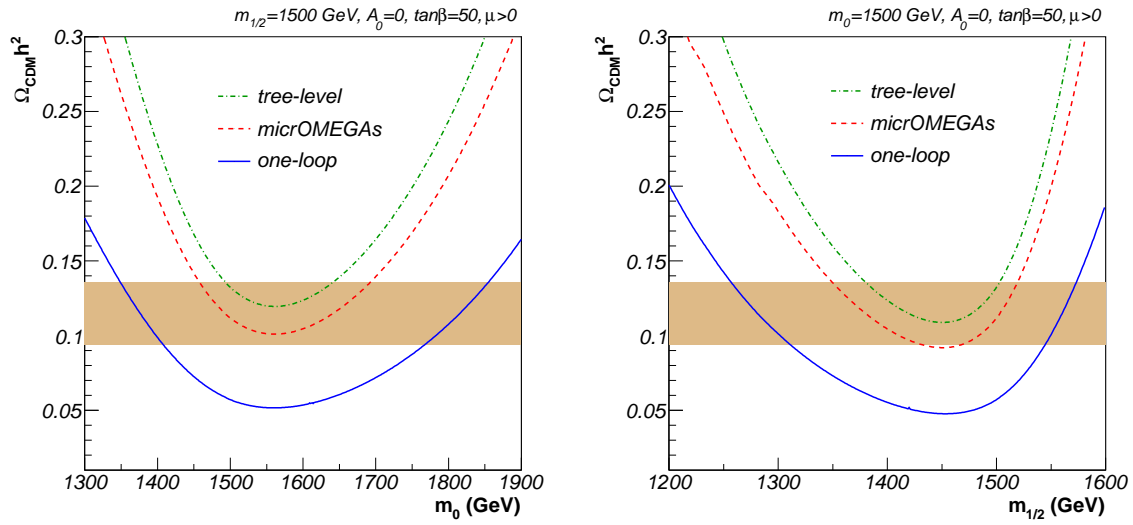 m1/2=1500 GeV, A0=0, tanβ=50, μ>0
ΩCDMh2
0.3
0.25
0.2
0.15
0.1
0.05
tree-level
micrOMEGAs
one-loop
1300 1400 1500 1600 1700 1800 1900
m0 (GeV)
m0=1500 GeV, A0=0, tanβ=50, μ>0
ΩCDMh2
0.3
0.25
0.2
0.15
0.1
0.05
tree-level
micrOMEGAs
one-loop
1200 1300 1400 1500 1600
m1/2 (GeV)